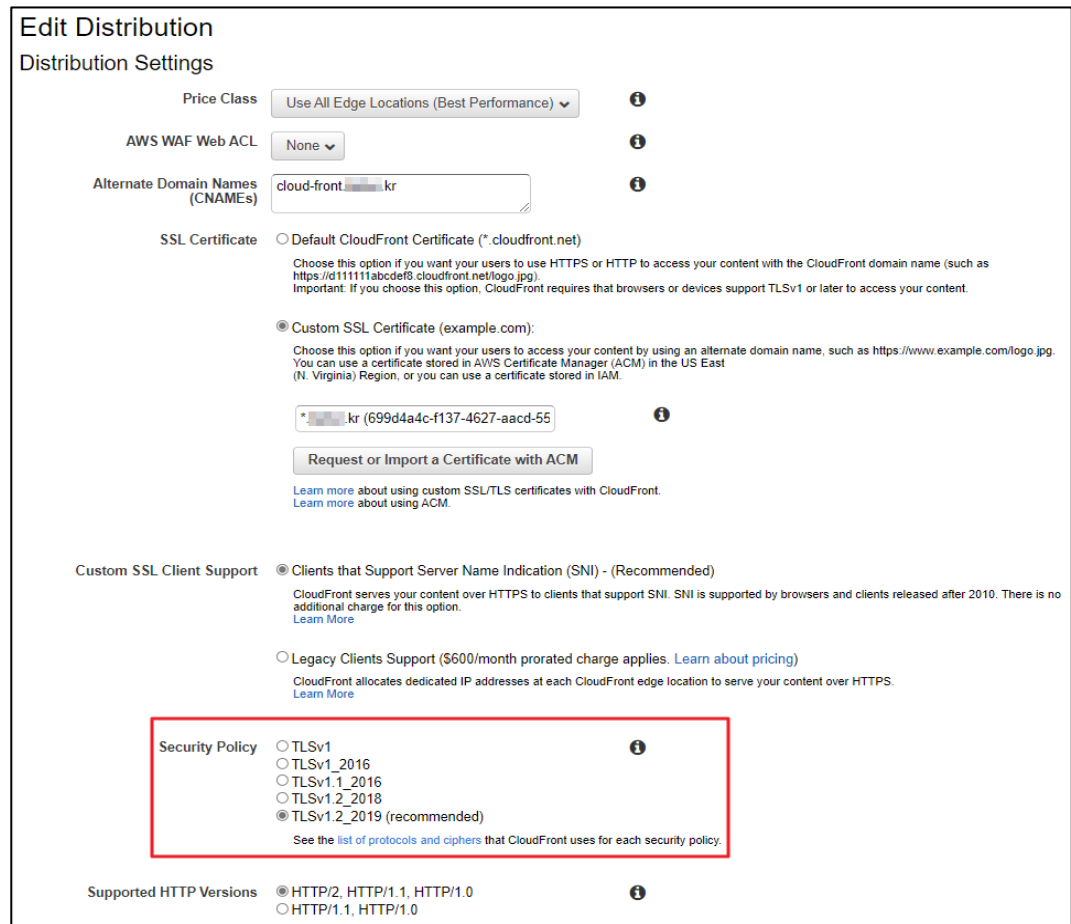 Edit Distribution
Distribution Settings
Price Class
Use All Edge Locations (Best Performance)
AWS WAF Web ACL
None
Alternate Domain Names
(CNAMEs)
cloud-front. .kr
SSL Certificate
Default CloudFront Certificate (*.cloudfront.net)
Choose this option if you want your users to use HTTPS or HTTP to access your content with the CloudFront domain name (such as
https://d111111abcdef8.cloudfront.net/logo.jpg).
Important: If you choose this option, CloudFront requires that browsers or devices support TLSv1 or later to access your content.
Custom SSL Certificate (example.com):
Choose this option if you want your users to access your content by using an alternate domain name, such as https://www.example.com/logo.jpg.
You can use a certificate stored in AWS Certificate Manager (ACM) in the US East
(N. Virginia) Region, or you can use a certificate stored in IAM.
*. .kr (699d4a4c-f137-4627-aacd-55
Request or Import a Certificate with ACM
Learn more about using custom SSL/TLS certificates with CloudFront.
Learn more about using ACM.
Custom SSL Client Support
Clients that Support Server Name Indication (SNI) - (Recommended)
CloudFront serves your content over HTTPS to clients that support SNI. SNI is supported by browsers and clients released after 2010. There is no
additional charge for this option.
Learn More
Legacy Clients Support ($600/month prorated charge applies. Learn about pricing)
CloudFront allocates dedicated IP addresses at each CloudFront edge location to serve your content over HTTPS.
Learn More
Security Policy
TLSv1
TLSv1_2016
TLSv1.1_2016
TLSv1.2_2018
TLSv1.2_2019 (recommended)
See the list of protocols and ciphers that CloudFront uses for each security policy.
Supported HTTP Versions
HTTP/2, HTTP/1.1, HTTP/1.0
HTTP/1.1, HTTP/1.0